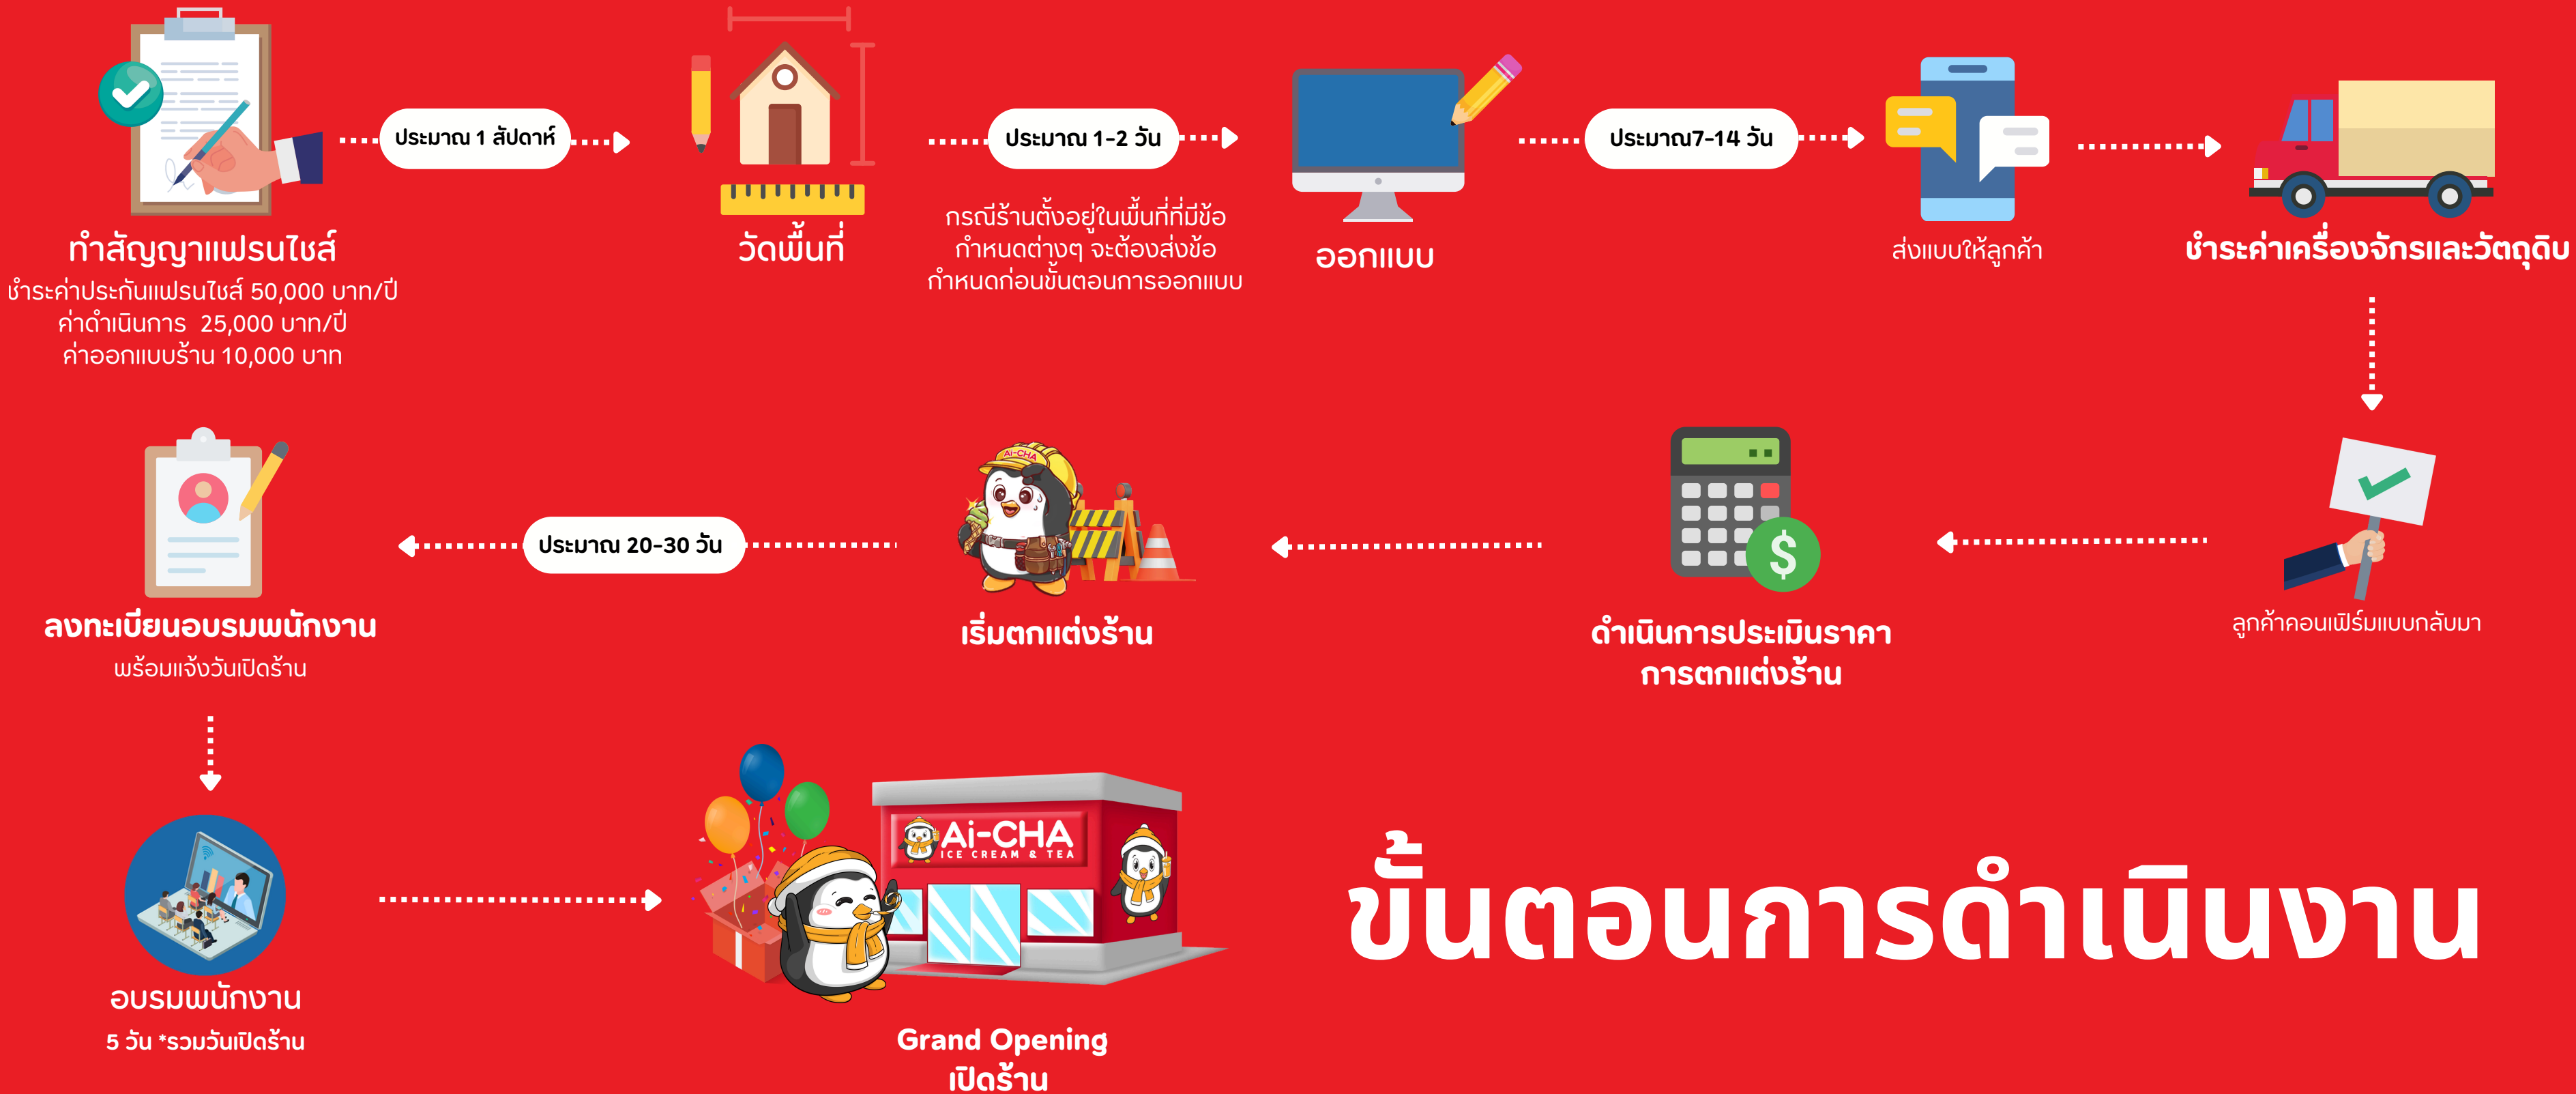 ทำสัญญาแฟรนไชส์
ชำระค่าประกันแฟรนไชส์ 50,000 บาท/ปี
ค่าดำเนินการ 25,000 บาท/ปี
ค่าออกแบบร้าน 10,000 บาท
ประมาณ 1 สัปดาห์
วัดพื้นที่
ประมาณ 1-2 วัน
กรณีร้านตั้งอยู่ในพื้นที่ที่มีข้อ
กำหนดต่างๆ จะต้องส่งข้อ
กำหนดก่อนขั้นตอนการออกแบบ
ออกแบบ
ประมาณ7-14 วัน
ส่งแบบให้ลูกค้า
ชำระค่าเครื่องจักรและวัตถุดิบ
ลูกค้าคอนเฟิร์มแบบกลับมา
ดำเนินการประเมินราคา
การตกแต่งร้าน
Ai-CHA
เริ่มตกแต่งร้าน
ประมาณ 20-30 วัน
ลงทะเบียนอบรมพนักงาน
พร้อมแจ้งวันเปิดร้าน
อบรมพนักงาน
5 วัน *รวมวันเปิดร้าน
Ai-CHA
ICE CREAM & TEA
Grand Opening
เปิดร้าน
ขั้นตอนการดำเนินงาน